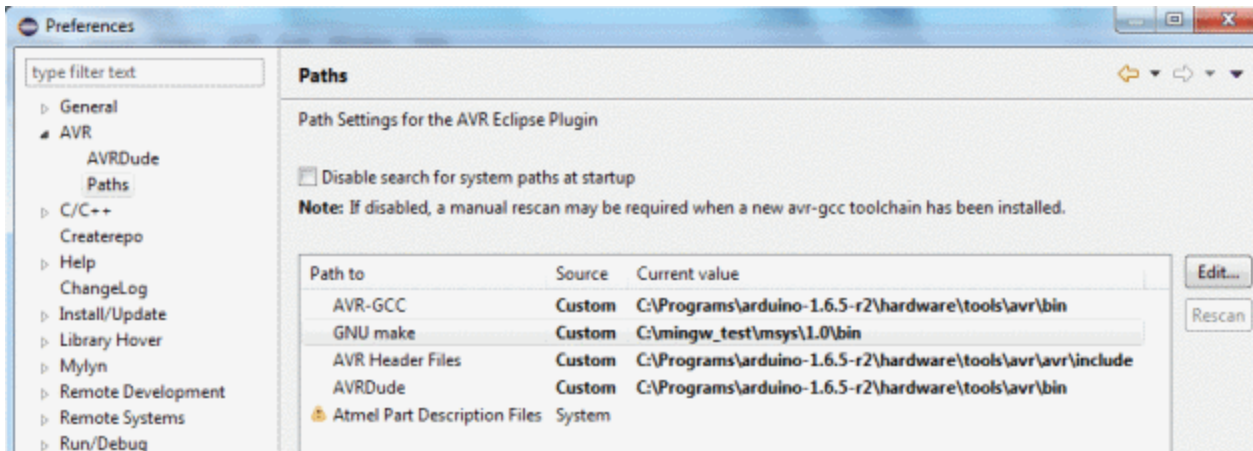 Preferences
type filter text
General
AVR
AVRDude
Paths
C/C++
Createrepo
Help
ChangeLog
Install/Update
Library Hover
Mylyn
Remote Development
Remote Systems
Run/Debug
Paths
Path Settings for the AVR Eclipse Plugin
Disable search for system paths at startup
Note: If disabled, a manual rescan may be required when a new avr-gcc toolchain has been installed.
Path to Source Current value
AVR-GCC Custom C:\Programs\arduino-1.6.5-r2\hardware\tools\avr\bin
GNU make Custom C:\mingw_test\msys\1.0\bin
AVR Header Files Custom C:\Programs\arduino-1.6.5-r2\hardware\tools\avr\avr\include
AVRDude Custom C:\Programs\arduino-1.6.5-r2\hardware\tools\avr\bin
Atmel Part Description Files System
Edit...
Rescan